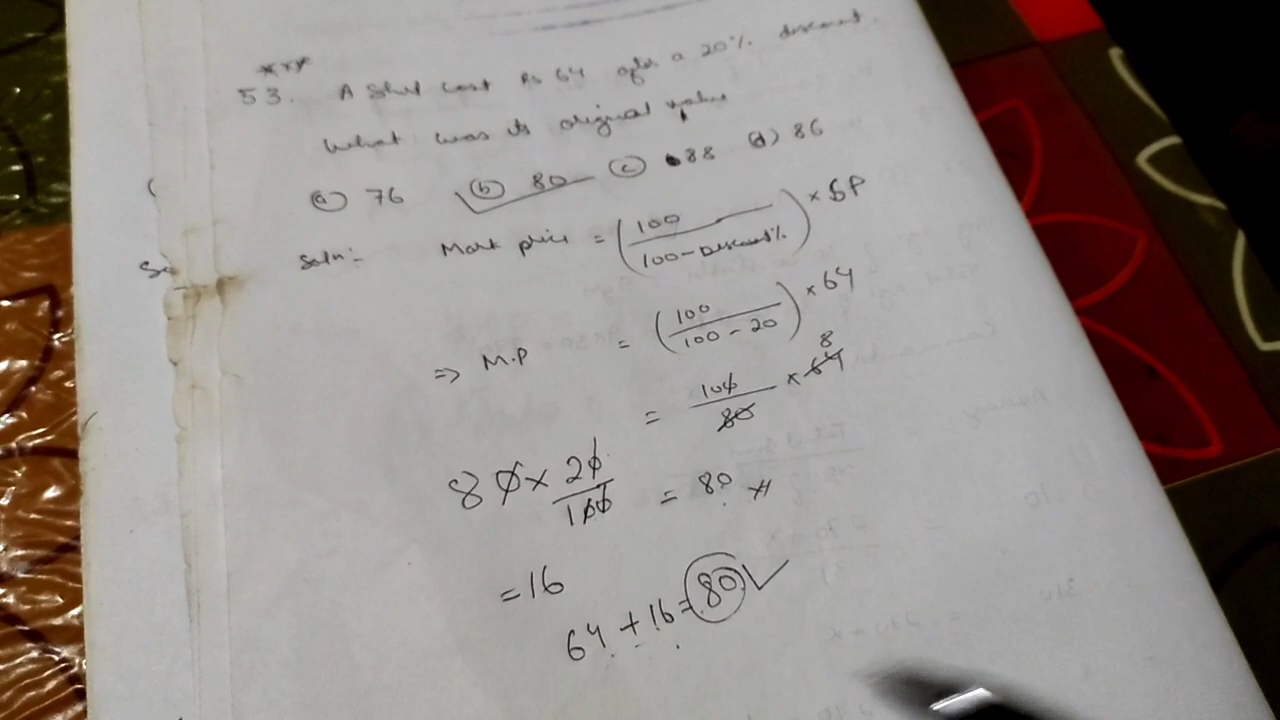 ***
53. A Shirt cost Rs 64 after a 20% discount.
What was its original value
(a) 76 (b) 80 (c) 88 (d) 86
Soln:- Mark price = (100 / 100 - Discount%) × SP
⇒ M.P = (100 / 100 - 20) × 64
= 100 / 80 × 64 8
80 × 20 / 100 = 80
= 16
64 + 16 = 80 ✓